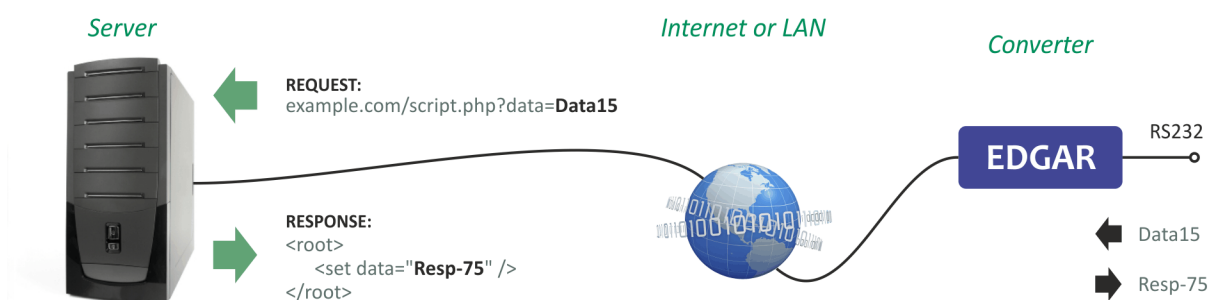 Server
Internet or LAN
Converter
REQUEST:
example.com/script.php?data=Data15
RS232
EDGAR
RESPONSE:
<root>
<set data="Resp-75" />
</root>
Data15
Resp-75